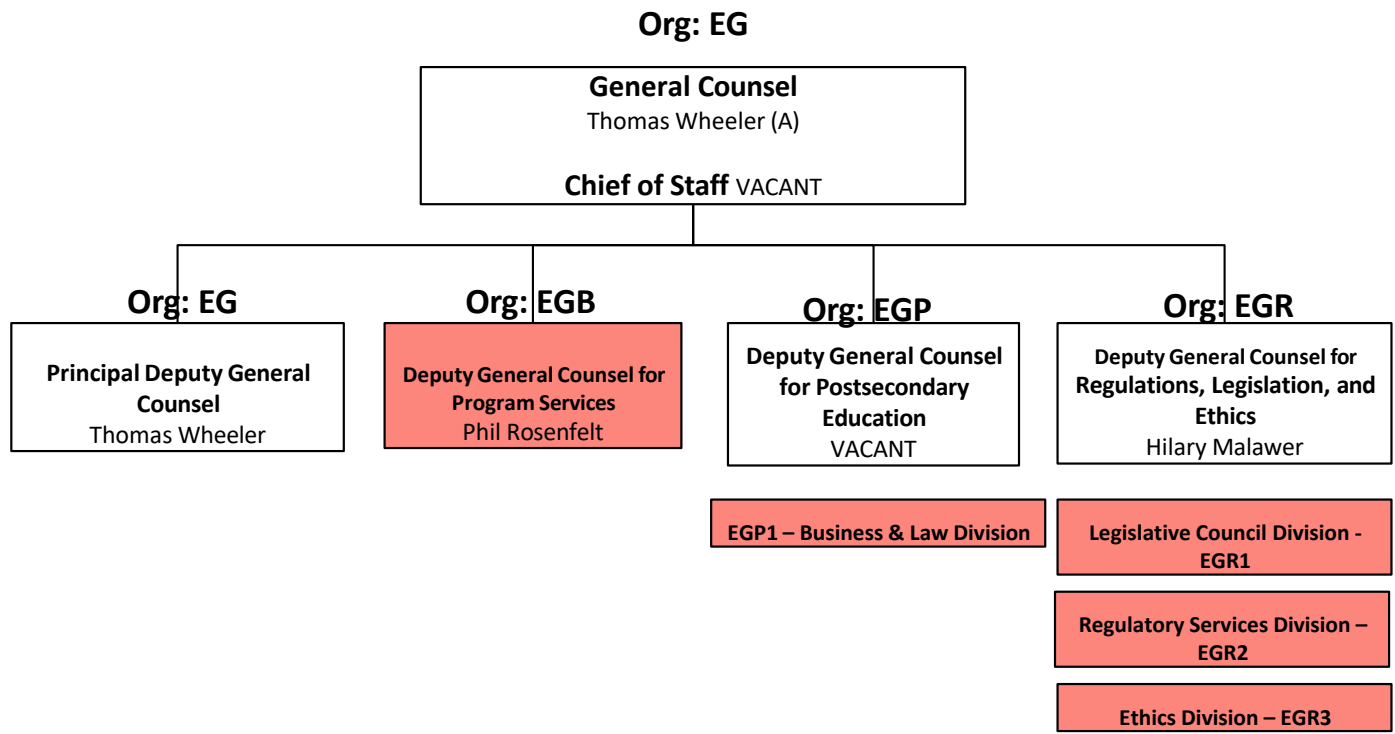 Org: EG
General Counsel
Thomas Wheeler (A)
Chief of Staff VACANT
Org: EG
Principal Deputy General
Counsel
Thomas Wheeler
Org: EGB
Deputy General Counsel for
Program Services
Phil Rosenfelt
Org: EGP
Deputy General Counsel
for Postsecondary
Education
VACANT
EGP1 – Business & Law Division
Org: EGR
Deputy General Counsel for
Regulations, Legislation, and
Ethics
Hilary Malawer
Legislative Council Division -
EGR1
Regulatory Services Division –
EGR2
Ethics Division – EGR3